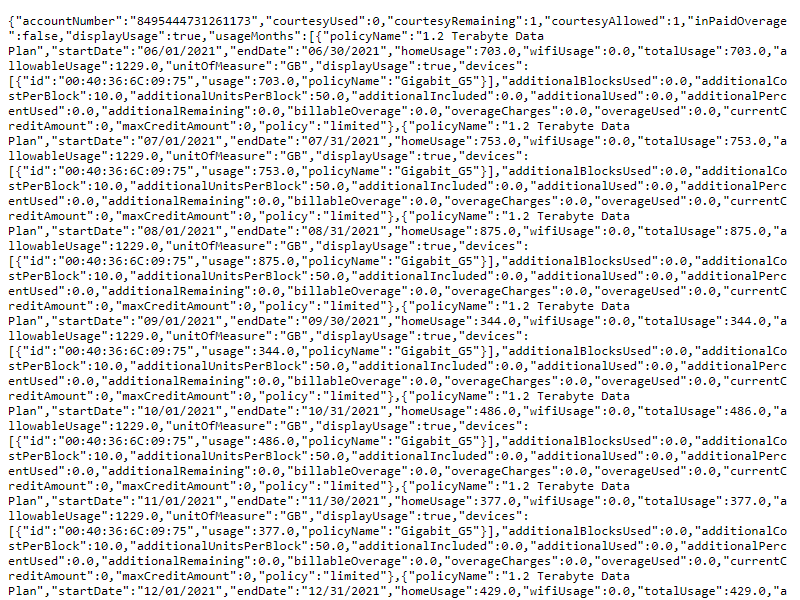 {"accountNumber":"8495444731261173","courtesyUsed":0,"courtesyRemaining":1,"courtesyAllowed":1,"inPaidOverage
":false,"displayUsage":true,"usageMonths":[{"policyName":"1.2 Terabyte Data
Plan","startDate":"06/01/2021","endDate":"06/30/2021","homeUsage":703.0,"wifiUsage":0.0,"totalUsage":703.0,"a
llowableUsage":1229.0,"unitOfMeasure":"GB","displayUsage":true,"devices":
[{"id":"00:40:36:6C:09:75","usage":703.0,"policyName":"Gigabit_G5"}],"additionalBlocksUsed":0.0,"additionalCo
stPerBlock":10.0,"additionalUnitsPerBlock":50.0,"additionalIncluded":0.0,"additionalUsed":0.0,"additionalPerc
entUsed":0.0,"additionalRemaining":0.0,"billableOverage":0.0,"overageCharges":0.0,"overageUsed":0.0,"currentC
reditAmount":0,"maxCreditAmount":0,"policy":"limited"},{"policyName":"1.2 Terabyte Data
Plan","startDate":"07/01/2021","endDate":"07/31/2021","homeUsage":753.0,"wifiUsage":0.0,"totalUsage":753.0,"a
llowableUsage":1229.0,"unitOfMeasure":"GB","displayUsage":true,"devices":
[{"id":"00:40:36:6C:09:75","usage":753.0,"policyName":"Gigabit_G5"}],"additionalBlocksUsed":0.0,"additionalCo
stPerBlock":10.0,"additionalUnitsPerBlock":50.0,"additionalIncluded":0.0,"additionalUsed":0.0,"additionalPerc
entUsed":0.0,"additionalRemaining":0.0,"billableOverage":0.0,"overageCharges":0.0,"overageUsed":0.0,"currentC
reditAmount":0,"maxCreditAmount":0,"policy":"limited"},{"policyName":"1.2 Terabyte Data
Plan","startDate":"08/01/2021","endDate":"08/31/2021","homeUsage":875.0,"wifiUsage":0.0,"totalUsage":875.0,"a
llowableUsage":1229.0,"unitOfMeasure":"GB","displayUsage":true,"devices":
[{"id":"00:40:36:6C:09:75","usage":875.0,"policyName":"Gigabit_G5"}],"additionalBlocksUsed":0.0,"additionalCo
stPerBlock":10.0,"additionalUnitsPerBlock":50.0,"additionalIncluded":0.0,"additionalUsed":0.0,"additionalPerc
entUsed":0.0,"additionalRemaining":0.0,"billableOverage":0.0,"overageCharges":0.0,"overageUsed":0.0,"currentC
reditAmount":0,"maxCreditAmount":0,"policy":"limited"},{"policyName":"1.2 Terabyte Data
Plan","startDate":"09/01/2021","endDate":"09/30/2021","homeUsage":344.0,"wifiUsage":0.0,"totalUsage":344.0,"a
llowableUsage":1229.0,"unitOfMeasure":"GB","displayUsage":true,"devices":
[{"id":"00:40:36:6C:09:75","usage":344.0,"policyName":"Gigabit_G5"}],"additionalBlocksUsed":0.0,"additionalCo
stPerBlock":10.0,"additionalUnitsPerBlock":50.0,"additionalIncluded":0.0,"additionalUsed":0.0,"additionalPerc
entUsed":0.0,"additionalRemaining":0.0,"billableOverage":0.0,"overageCharges":0.0,"overageUsed":0.0,"currentC
reditAmount":0,"maxCreditAmount":0,"policy":"limited"},{"policyName":"1.2 Terabyte Data
Plan","startDate":"10/01/2021","endDate":"10/31/2021","homeUsage":486.0,"wifiUsage":0.0,"totalUsage":486.0,"a
llowableUsage":1229.0,"unitOfMeasure":"GB","displayUsage":true,"devices":
[{"id":"00:40:36:6C:09:75","usage":486.0,"policyName":"Gigabit_G5"}],"additionalBlocksUsed":0.0,"additionalCo
stPerBlock":10.0,"additionalUnitsPerBlock":50.0,"additionalIncluded":0.0,"additionalUsed":0.0,"additionalPerc
entUsed":0.0,"additionalRemaining":0.0,"billableOverage":0.0,"overageCharges":0.0,"overageUsed":0.0,"currentC
reditAmount":0,"maxCreditAmount":0,"policy":"limited"},{"policyName":"1.2 Terabyte Data
Plan","startDate":"11/01/2021","endDate":"11/30/2021","homeUsage":377.0,"wifiUsage":0.0,"totalUsage":377.0,"a
llowableUsage":1229.0,"unitOfMeasure":"GB","displayUsage":true,"devices":
[{"id":"00:40:36:6C:09:75","usage":377.0,"policyName":"Gigabit_G5"}],"additionalBlocksUsed":0.0,"additionalCo
stPerBlock":10.0,"additionalUnitsPerBlock":50.0,"additionalIncluded":0.0,"additionalUsed":0.0,"additionalPerc
entUsed":0.0,"additionalRemaining":0.0,"billableOverage":0.0,"overageCharges":0.0,"overageUsed":0.0,"currentC
reditAmount":0,"maxCreditAmount":0,"policy":"limited"},{"policyName":"1.2 Terabyte Data
Plan","startDate":"12/01/2021","endDate":"12/31/2021","homeUsage":429.0,"wifiUsage":0.0,"totalUsage":429.0,"a